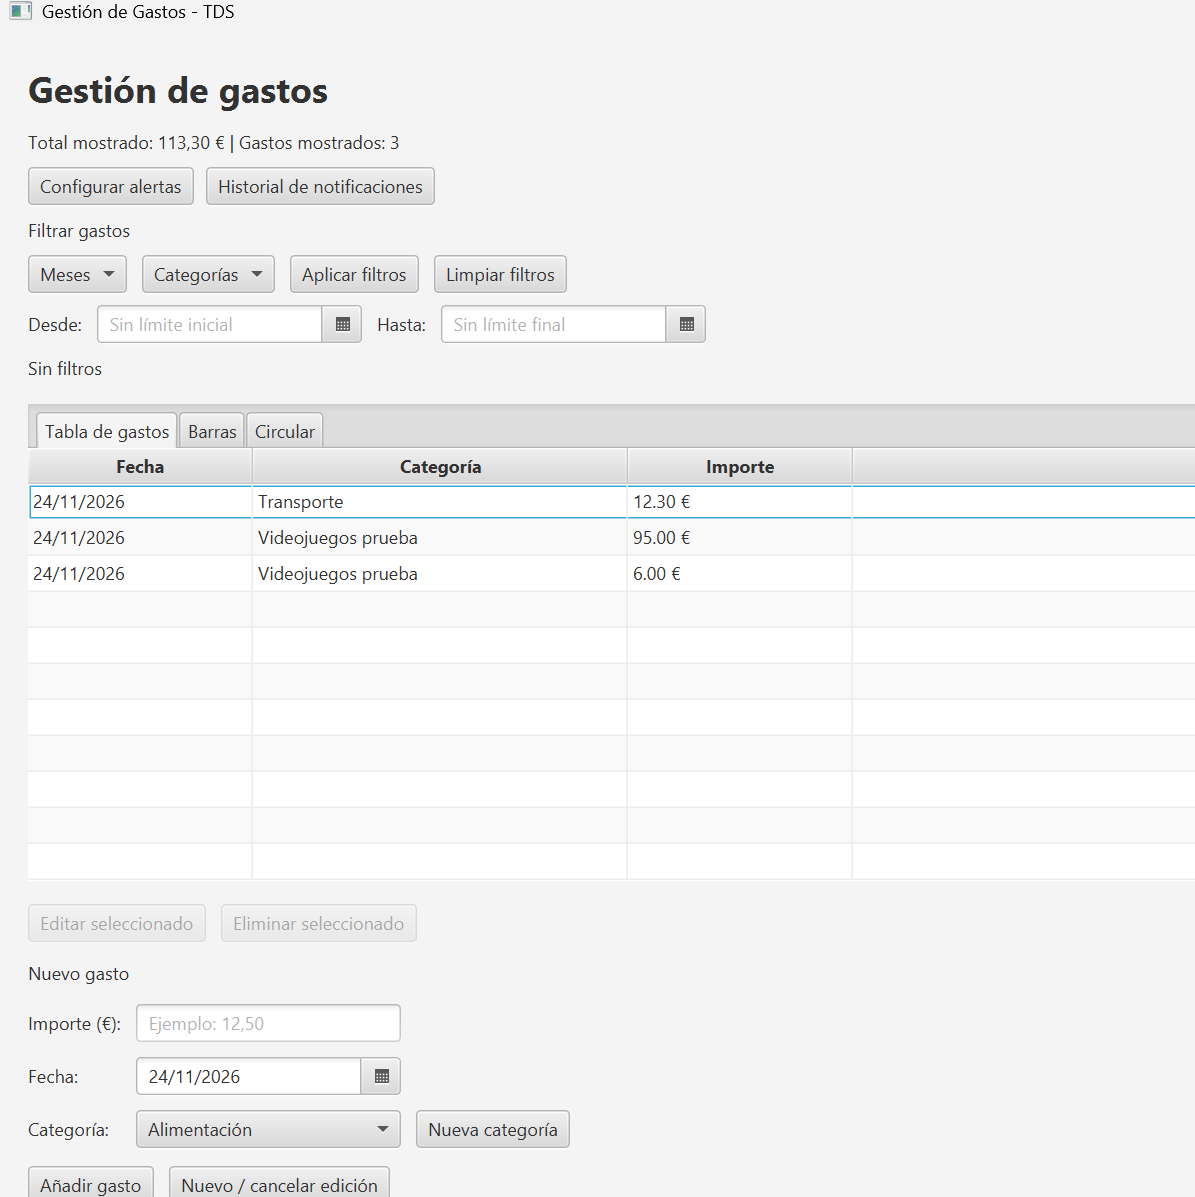 Gestión de Gastos - TDS
Gestión de gastos
Total mostrado: 113,30 € | Gastos mostrados: 3
Configurar alertas Historial de notificaciones
Filtrar gastos
Meses Categorías Aplicar filtros Limpiar filtros
Desde: Sin límite inicial Hasta: Sin límite final
Sin filtros
Tabla de gastos Barras Circular
Fecha Categoría Importe
24/11/2026 Transporte 12.30 €
24/11/2026 Videojuegos prueba 95.00 €
24/11/2026 Videojuegos prueba 6.00 €
Editar seleccionado Eliminar seleccionado
Nuevo gasto
Importe (€): Ejemplo: 12,50
Fecha: 24/11/2026
Categoría: Alimentación Nueva categoría
Añadir gasto Nuevo / cancelar edición